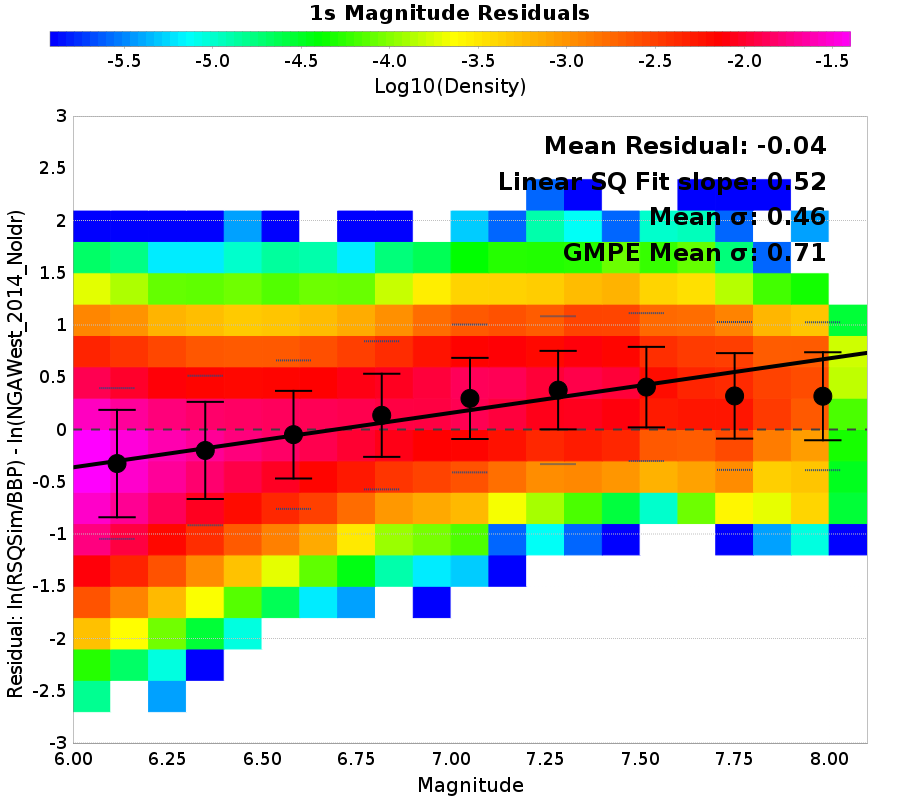 1s Magnitude Residuals
-5.5 -5.0 -4.5 -4.0 -3.5 -3.0 -2.5 -2.0 -1.5
Log10(Density)
Mean Residual: -0.04
Linear SQ Fit slope: 0.52
Mean σ: 0.46
GMPE Mean σ: 0.71
Residual: ln(RSQSim/BBP) - ln(NGAWest_2014_NoIdr)
3
2.5
2
1.5
1
0.5
0
-0.5
-1
-1.5
-2
-2.5
-3
6.00 6.25 6.50 6.75 7.00 7.25 7.50 7.75 8.00
Magnitude